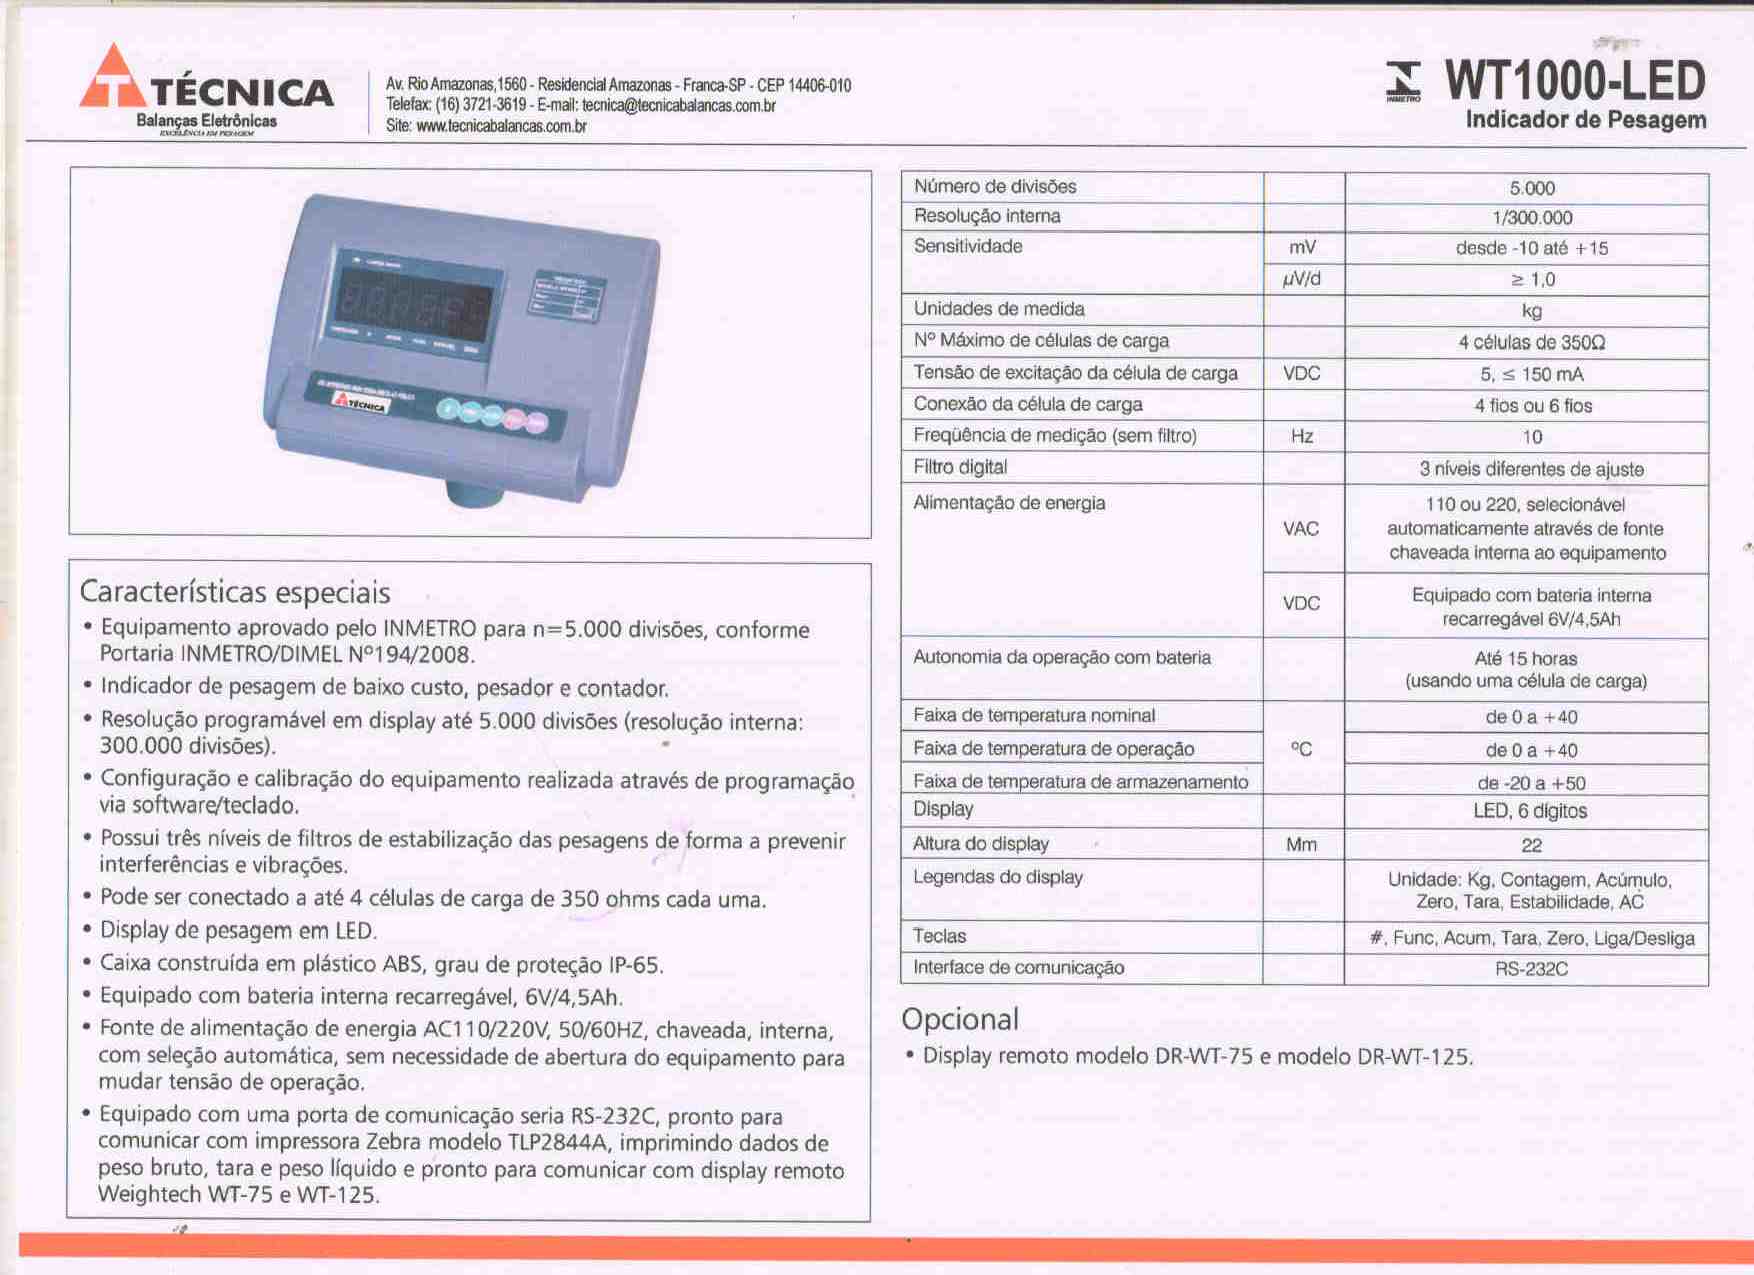 TÉCNICA
Balanças Eletrônicas
EXCELÊNCIA EM PESAGEM
Av. Rio Amazonas,1560 - Residencial Amazonas - Franca-SP - CEP 14406-010
Telefax: (16) 3721-3619 - E-mail: tecnica@tecnicabalancas.com.br
Site: www.tecnicabalancas.com.br
INMETRO
WT1000-LED
Indicador de Pesagem
TÉCNICA
Características especiais
• Equipamento aprovado pelo INMETRO para n=5.000 divisões, conforme
Portaria INMETRO/DIMEL Nº194/2008.
• Indicador de pesagem de baixo custo, pesador e contador.
• Resolução programável em display até 5.000 divisões (resolução interna:
300.000 divisões).
• Configuração e calibração do equipamento realizada através de programação
via software/teclado.
• Possui três níveis de filtros de estabilização das pesagens de forma a prevenir
interferências e vibrações.
• Pode ser conectado a até 4 células de carga de 350 ohms cada uma.
• Display de pesagem em LED.
• Caixa construída em plástico ABS, grau de proteção IP-65.
• Equipado com bateria interna recarregável, 6V/4,5Ah.
• Fonte de alimentação de energia AC110/220V, 50/60HZ, chaveada, interna,
com seleção automática, sem necessidade de abertura do equipamento para
mudar tensão de operação.
• Equipado com uma porta de comunicação seria RS-232C, pronto para
comunicar com impressora Zebra modelo TLP2844A, imprimindo dados de
peso bruto, tara e peso líquido e pronto para comunicar com display remoto
Weightech WT-75 e WT-125.
Número de divisões 5.000
Resolução interna 1/300.000
Sensitividade mV desde -10 até +15
µV/d ≥ 1,0
Unidades de medida kg
Nº Máximo de células de carga 4 células de 350Ω
Tensão de excitação da célula de carga VDC 5, ≤ 150 mA
Conexão da célula de carga 4 fios ou 6 fios
Freqüência de medição (sem filtro) Hz 10
Filtro digital 3 níveis diferentes de ajuste
Alimentação de energia VAC 110 ou 220, selecionável
automaticamente através de fonte
chaveada interna ao equipamento
VDC Equipado com bateria interna
recarregável 6V/4,5Ah
Autonomia da operação com bateria Até 15 horas
(usando uma célula de carga)
Faixa de temperatura nominal ºC de 0 a +40
Faixa de temperatura de operação de 0 a +40
Faixa de temperatura de armazenamento de -20 a +50
Display LED, 6 dígitos
Altura do display Mm 22
Legendas do display Unidade: Kg, Contagem, Acúmulo,
Zero, Tara, Estabilidade, AC
Teclas #, Func, Acum, Tara, Zero, Liga/Desliga
Interface de comunicação RS-232C
Opcional
• Display remoto modelo DR-WT-75 e modelo DR-WT-125.